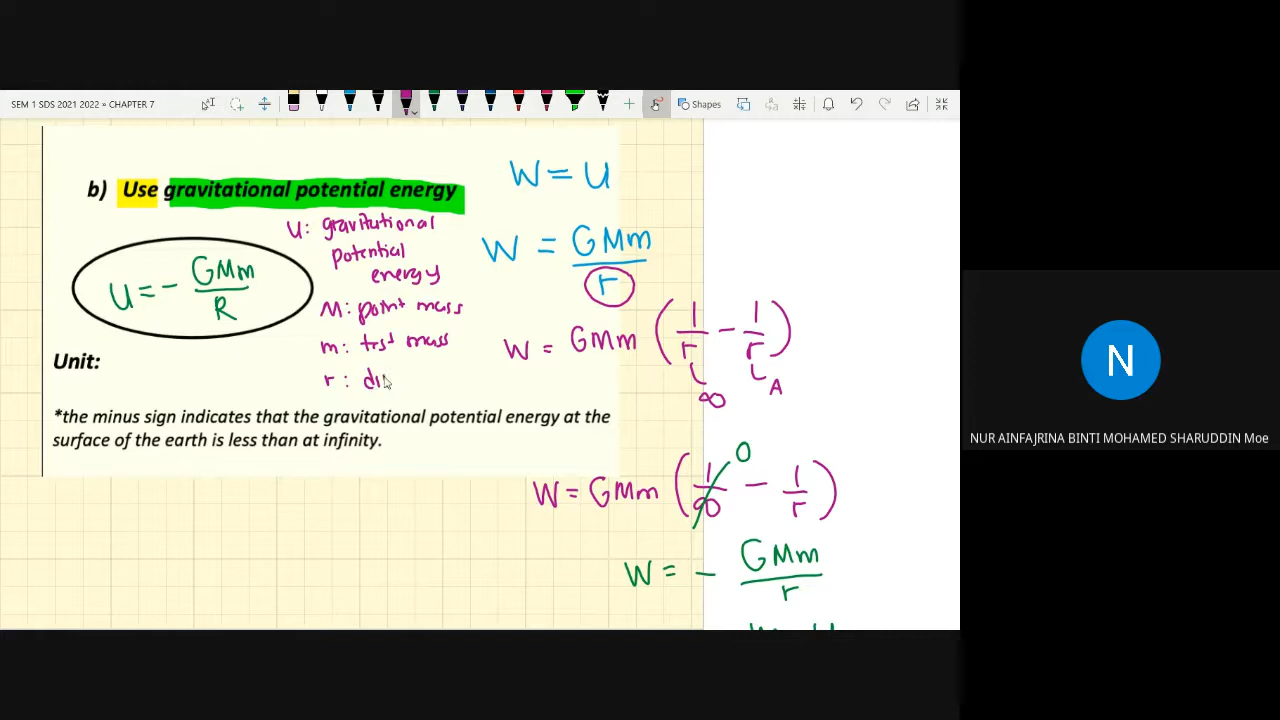 SEM 1 SDS 2021 2022 » CHAPTER 7
Shapes
b) Use gravitational potential energy
U = - GMm / R
U: gravitutional
potential
energy
M: point mass
m: trst mass
r: di
Unit:
*the minus sign indicates that the gravitational potential energy at the
surface of the earth is less than at infinity.
W = U
W = GMm / r
W = GMm (1/r - 1/r)
∞ A
W = GMm (1/∞ - 1/r)
0
W = - GMm / r
N
NUR AINFAJRINA BINTI MOHAMED SHARUDDIN Moe